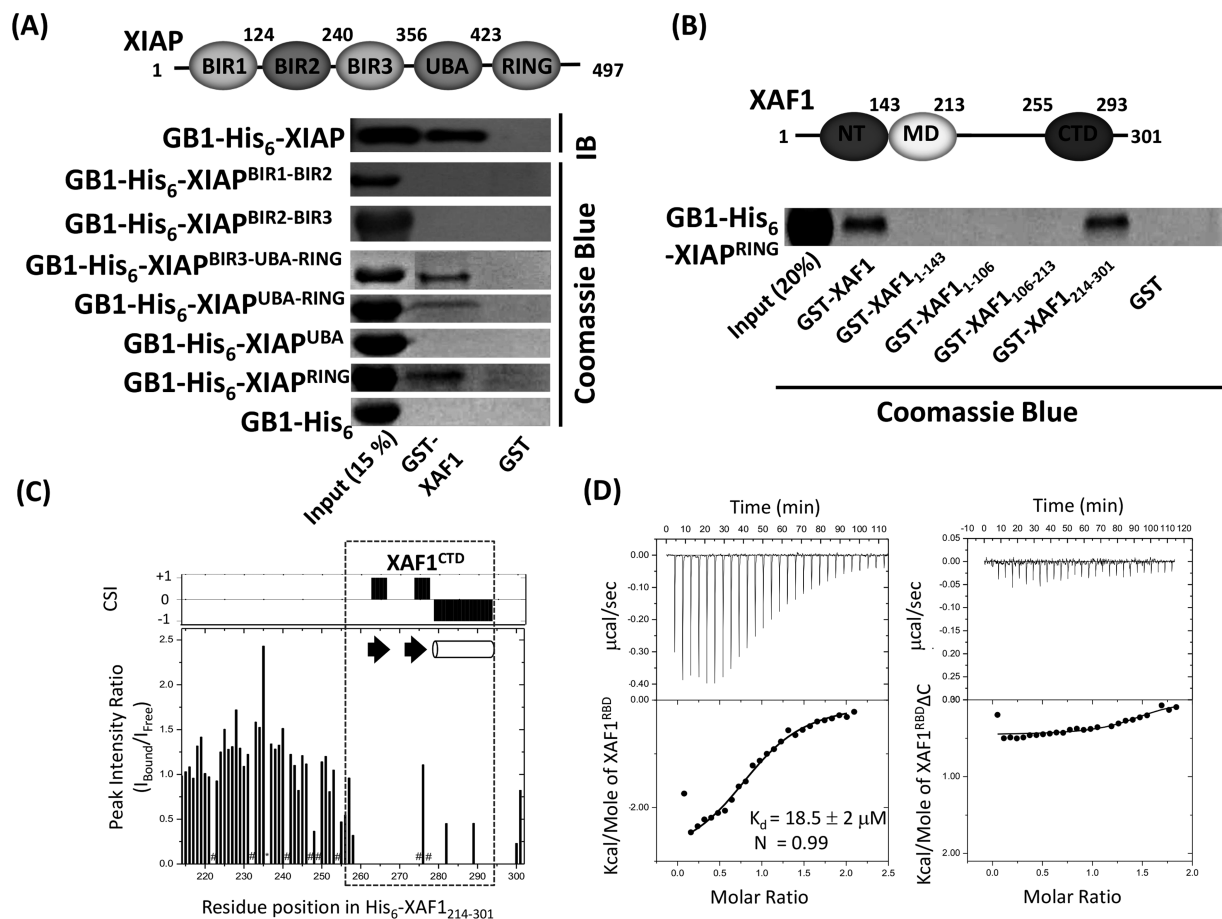 (A)
XIAP 124 240 356 423
1 BIR1 BIR2 BIR3 UBA RING 497
GB1-His6-XIAP
IB
GB1-His6-XIAPBIR1-BIR2
GB1-His6-XIAPBIR2-BIR3
GB1-His6-XIAPBIR3-UBA-RING
GB1-His6-XIAPUBA-RING
GB1-His6-XIAPUBA
GB1-His6-XIAPRING
GB1-His6
Coomassie Blue
Input (15 %)
GST-
XAF1
GST
(B)
XAF1 143 213 255 293
1 NT MD CTD 301
GB1-His6
-XIAPRING
Input (20%)
GST-XAF1
GST-XAF11-143
GST-XAF11-106
GST-XAF1106-213
GST-XAF1214-301
GST
Coomassie Blue
(C)
XAF1CTD
CSI
+1
0
-1
Peak Intensity Ratio
(IBound/IFree)
2.5
2.0
1.5
1.0
0.5
0.0
# # * # # # # # #
220 230 240 250 260 270 280 290 300
Residue position in His6-XAF1214-301
(D)
Time (min)
0 10 20 30 40 50 60 70 80 90 100 110
0.00
-0.10
-0.20
-0.30
-0.40
µcal/sec
-2.00
Kcal/Mole of XAF1RBD
Kd = 18.5 ± 2 µM
N = 0.99
0.0 0.5 1.0 1.5 2.0 2.5
Molar Ratio
Time (min)
-10 0 10 20 30 40 50 60 70 80 90 100 110 120
0.05
0.00
-0.05
-0.10
-0.15
-0.20
-0.25
µcal/sec
1.00
2.00
Kcal/Mole of XAF1RBDΔC
0.0 0.5 1.0 1.5 2.0
Molar Ratio